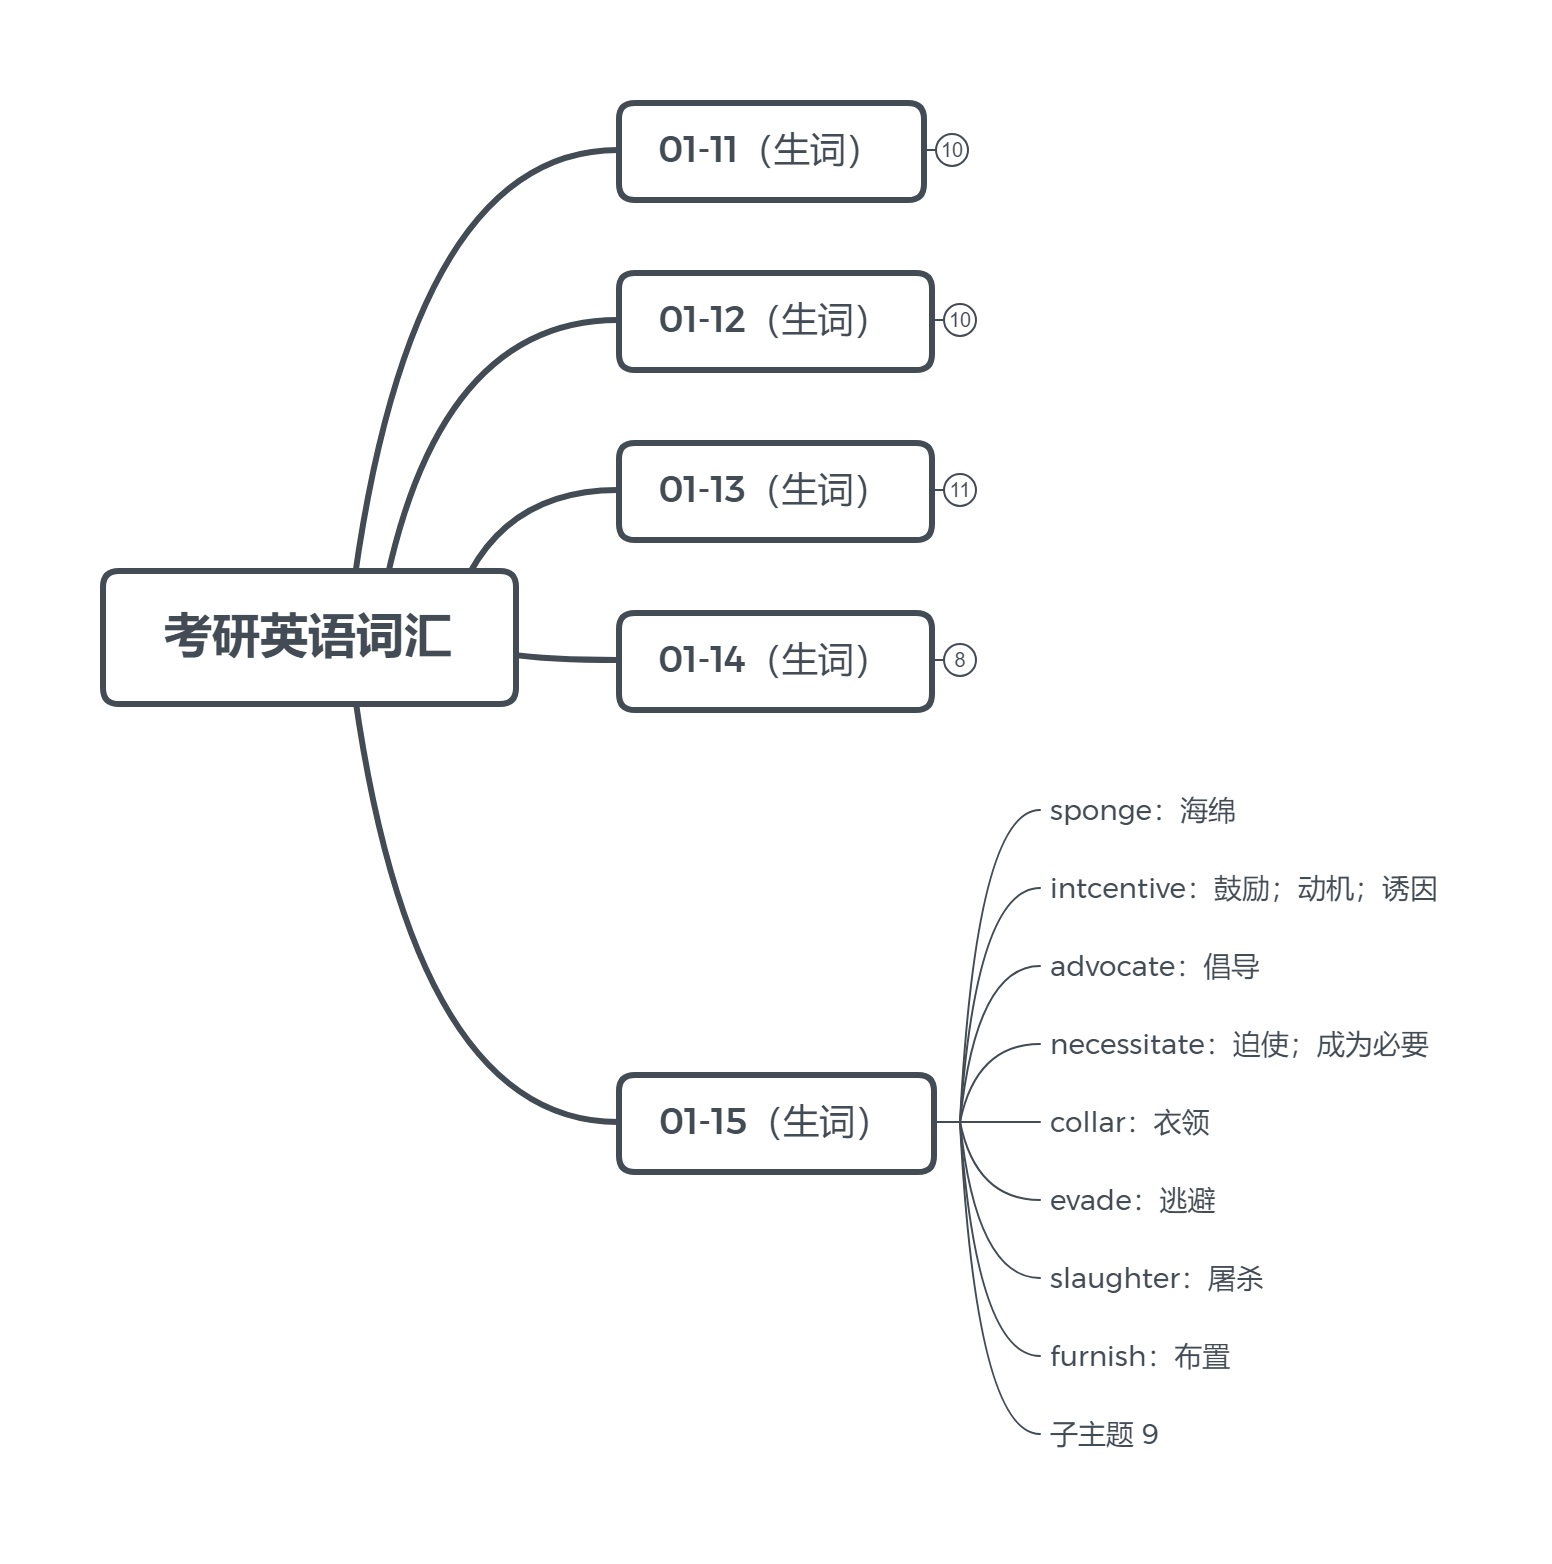 01-11（生词）
10
01-12（生词）
10
01-13（生词）
11
考研英语词汇
01-14（生词）
8
sponge：海绵
intcentive：鼓励；动机；诱因
advocate：倡导
necessitate：迫使；成为必要
01-15（生词）
collar：衣领
evade：逃避
slaughter：屠杀
furnish：布置
子主题 9